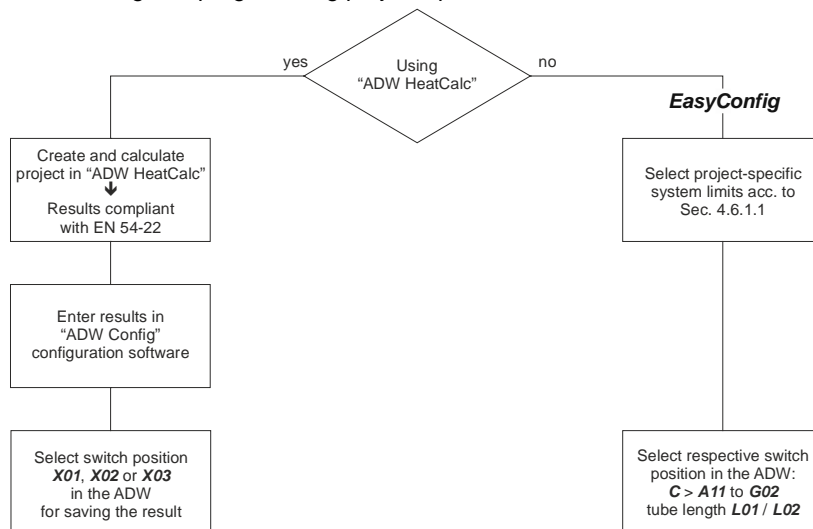 yes
Using
"ADW HeatCalc"
no
EasyConfig
Create and calculate
project in "ADW HeatCalc"
🡻
Results compliant
with EN 54-22
Select project-specific
system limits acc. to
Sec. 4.6.1.1
Enter results in
"ADW Config"
configuration software
Select switch position
X01, X02 or X03
in the ADW
for saving the result
Select respective switch
position in the ADW:
C > A11 to G02
tube length L01 / L02